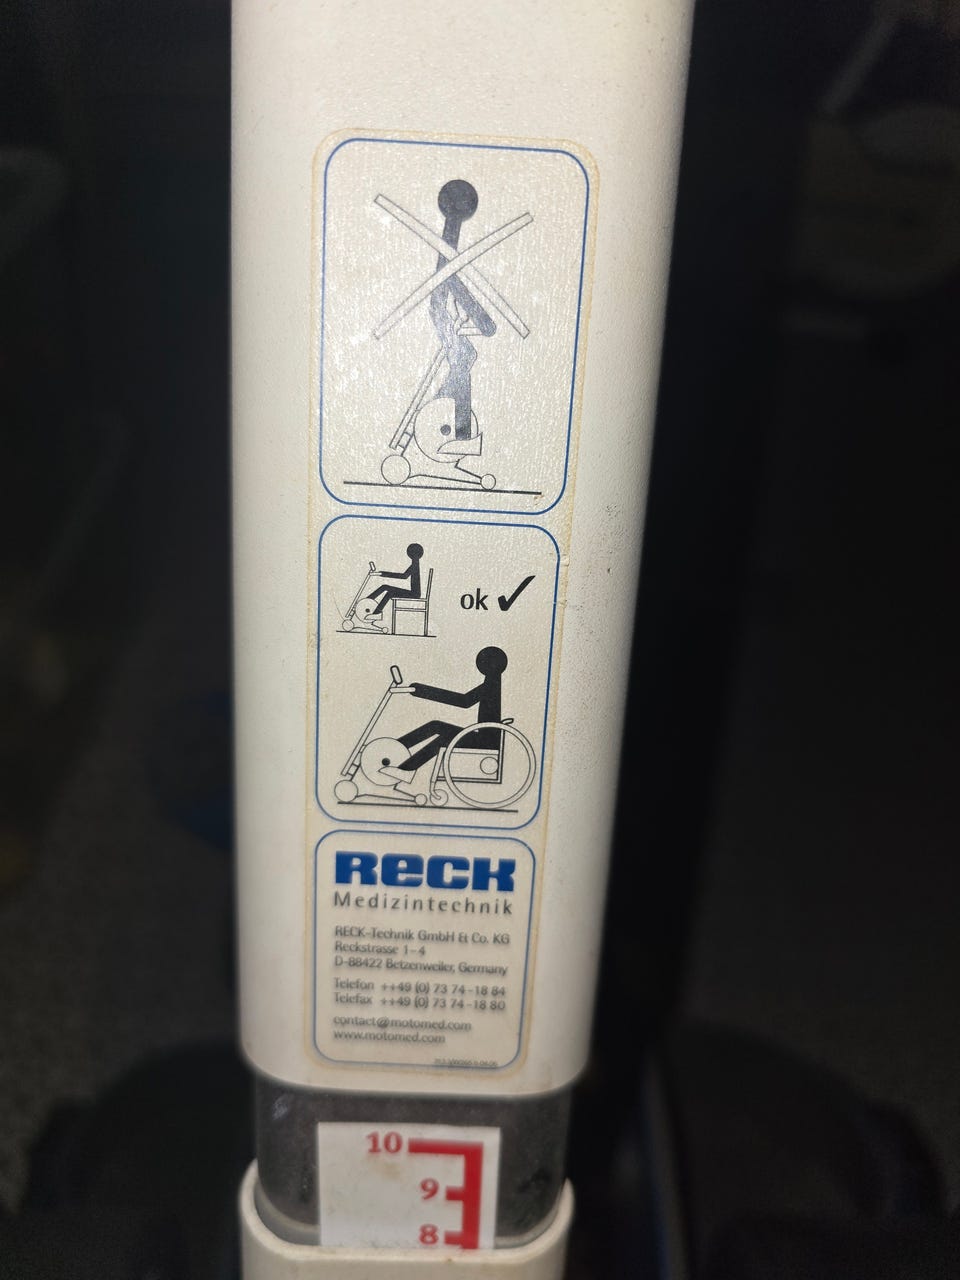 ok ✓
RECK
Medizintechnik
RECK-Technik GmbH & Co. KG
Reckstrasse 1-4
D-88422 Betzenweiler, Germany
Telefon ++49 (0) 73 74-18 84
Telefax ++49 (0) 73 74-18 80
contact@motomed.com
www.motomed.com
10
9
8